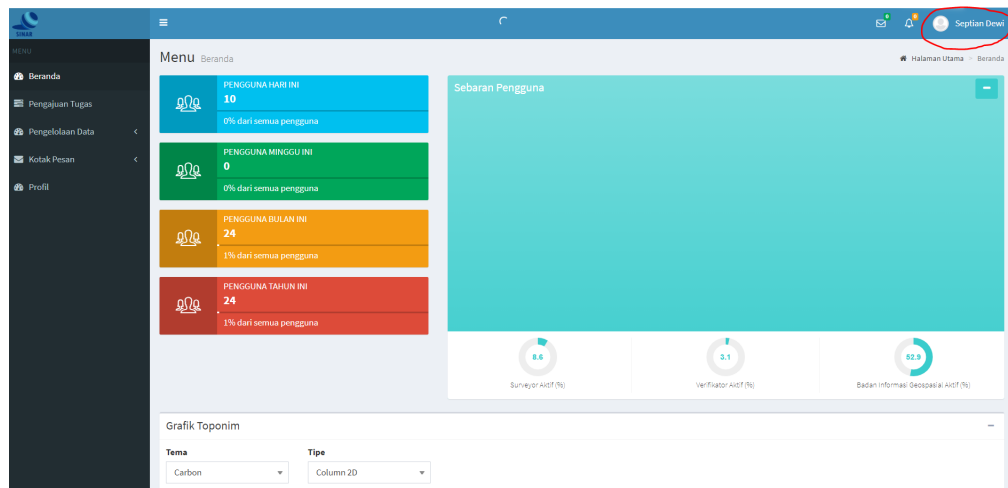 SINAR
Septian Dewi
MENU
Beranda
Pengajuan Tugas
Pengelolaan Data
Kotak Pesan
Profil
Menu Beranda
Halaman Utama > Beranda
PENGGUNA HARI INI
10
0% dari semua pengguna
PENGGUNA MINGGU INI
0
0% dari semua pengguna
PENGGUNA BULAN INI
24
1% dari semua pengguna
PENGGUNA TAHUN INI
24
1% dari semua pengguna
Sebaran Pengguna
8.6
Surveyor Aktif (%)
3.1
Verifikator Aktif (%)
52.9
Badan Informasi Geospasial Aktif (%)
Grafik Toponim
Tema
Carbon
Tipe
Column 2D